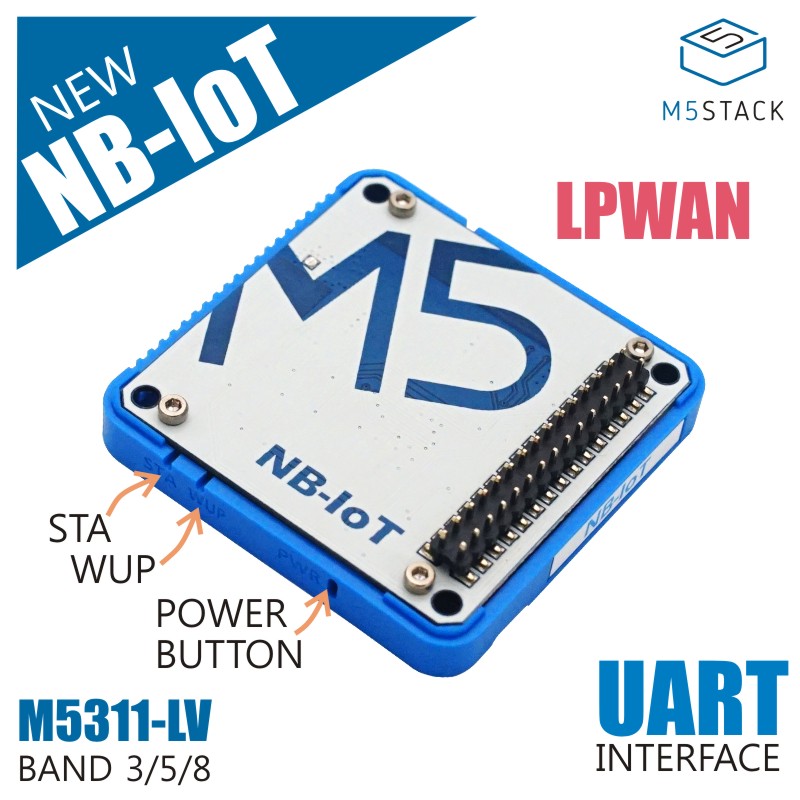 NEW
NB-IoT
M5STACK
LPWAN
M5
NB-IoT
NB-IoT
STA
WUP
PWR
STA
WUP
POWER
BUTTON
M5311-LV
BAND 3/5/8
UART
INTERFACE